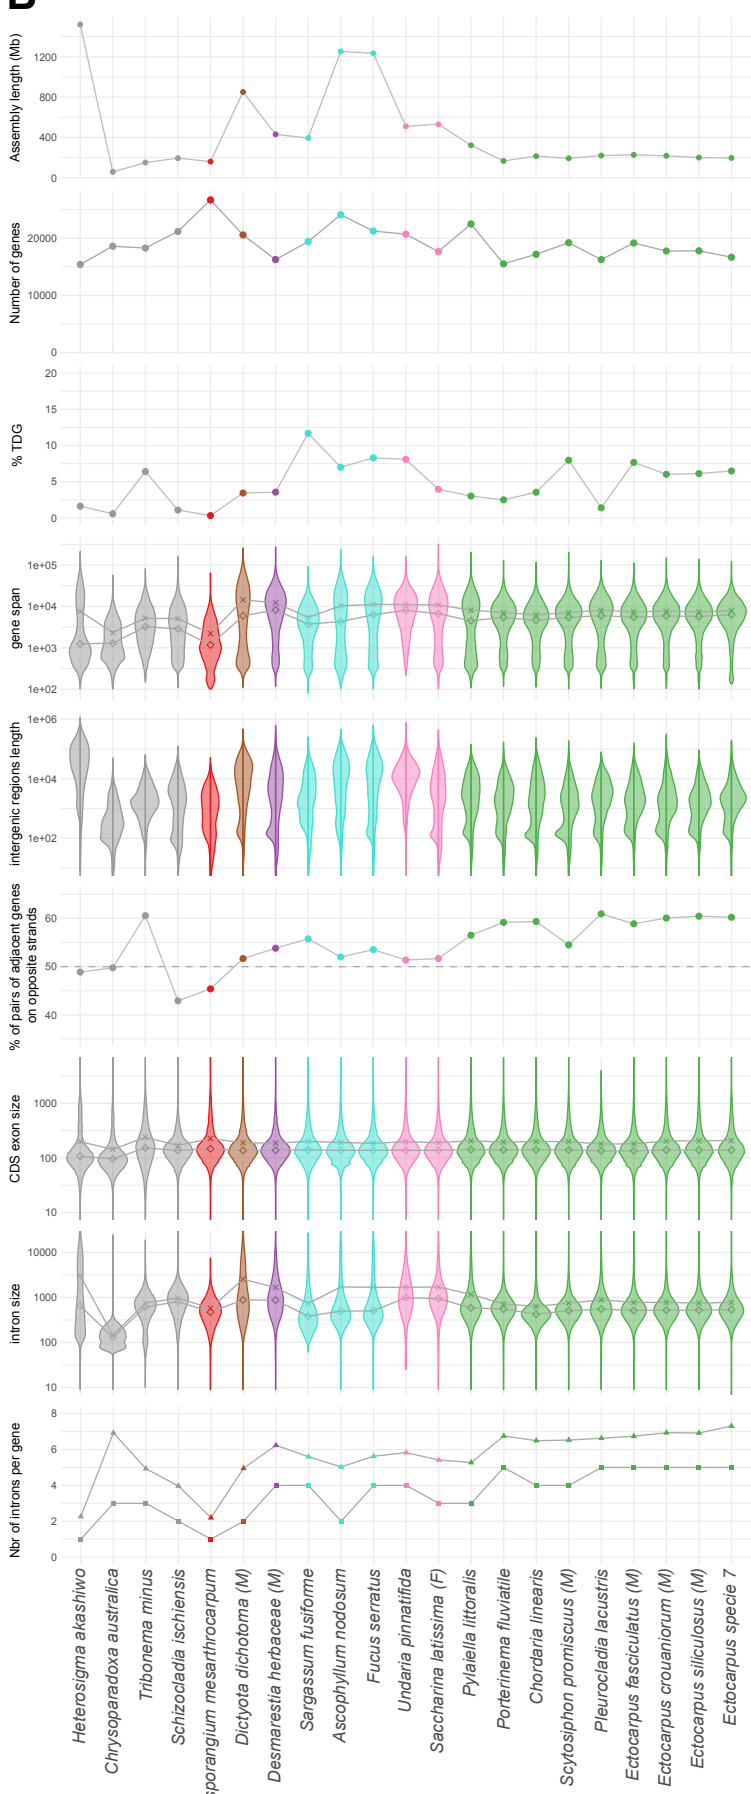 B
Assembly length (Mb)
1200
800
400
0
Number of genes
20000
10000
0
% TDG
20
15
10
5
0
gene span
1e+05
1e+04
1e+03
1e+02
intergenic regions length
1e+06
1e+04
1e+02
% of pairs of adjacent genes
on opposite strands
60
50
40
CDS exon size
1000
100
10
intron size
10000
1000
100
10
Nbr of introns per gene
8
6
4
2
0
Heterosigma akashiwo
Chrysoparadoxa australica
Tribonema minus
Schizocladia ischiensis
sporangium mesarthrocarpum
Dictyota dichotoma (M)
Desmarestia herbaceae (M)
Sargassum fusiforme
Ascophyllum nodosum
Fucus serratus
Undaria pinnatifida
Saccharina latissima (F)
Pylaiella littoralis
Porterinema fluviatile
Chordaria linearis
Scytosiphon promiscuus (M)
Pleurocladia lacustris
Ectocarpus fasciculatus (M)
Ectocarpus crouaniorum (M)
Ectocarpus siliculosus (M)
Ectocarpus specie 7